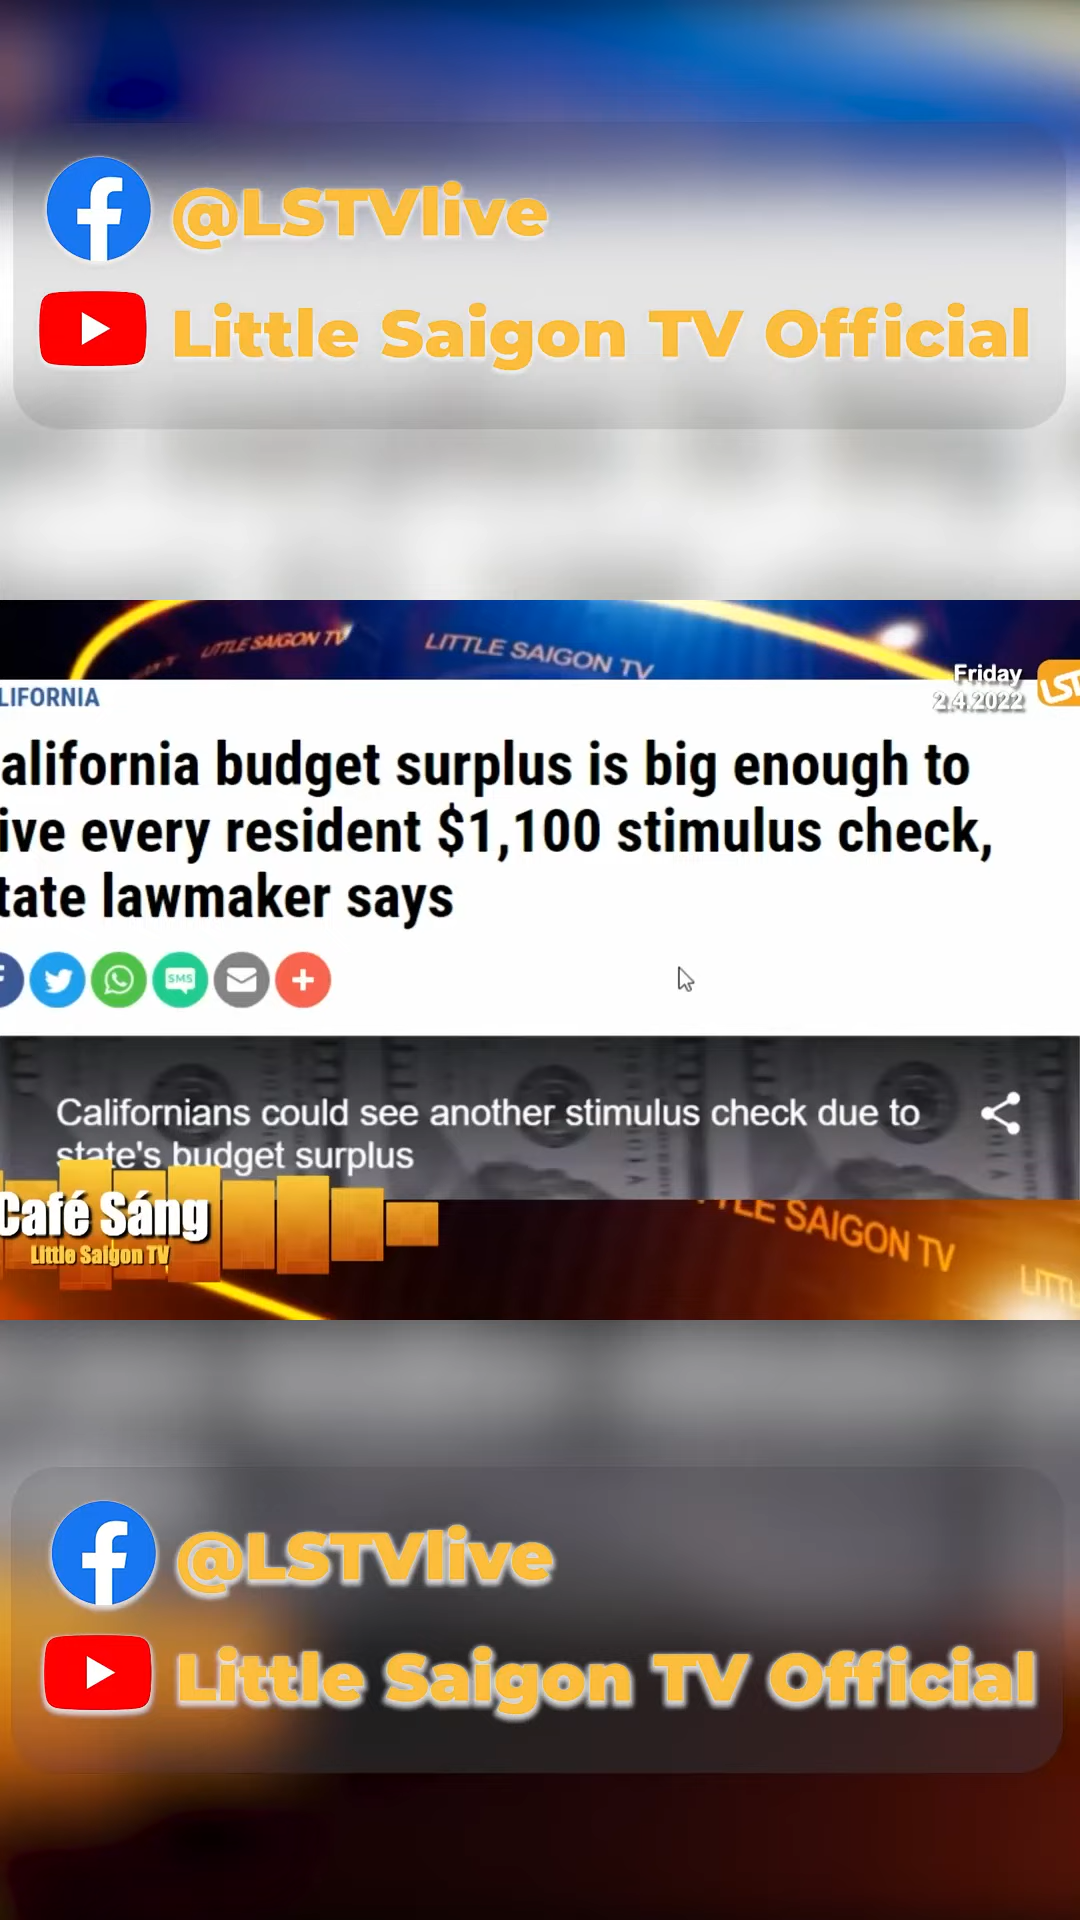 @LSTVlive
Little Saigon TV Official
LITTLE SAIGON TV
LITTLE SAIGON TV
Friday
2.4.2022
LST
LIFORNIA
alifornia budget surplus is big enough to
ive every resident $1,100 stimulus check,
tate lawmaker says
SMS
Californians could see another stimulus check due to
state's budget surplus
Café Sáng
Little Saigon TV
TLE SAIGON TV
LITTL
@LSTVlive
Little Saigon TV Official